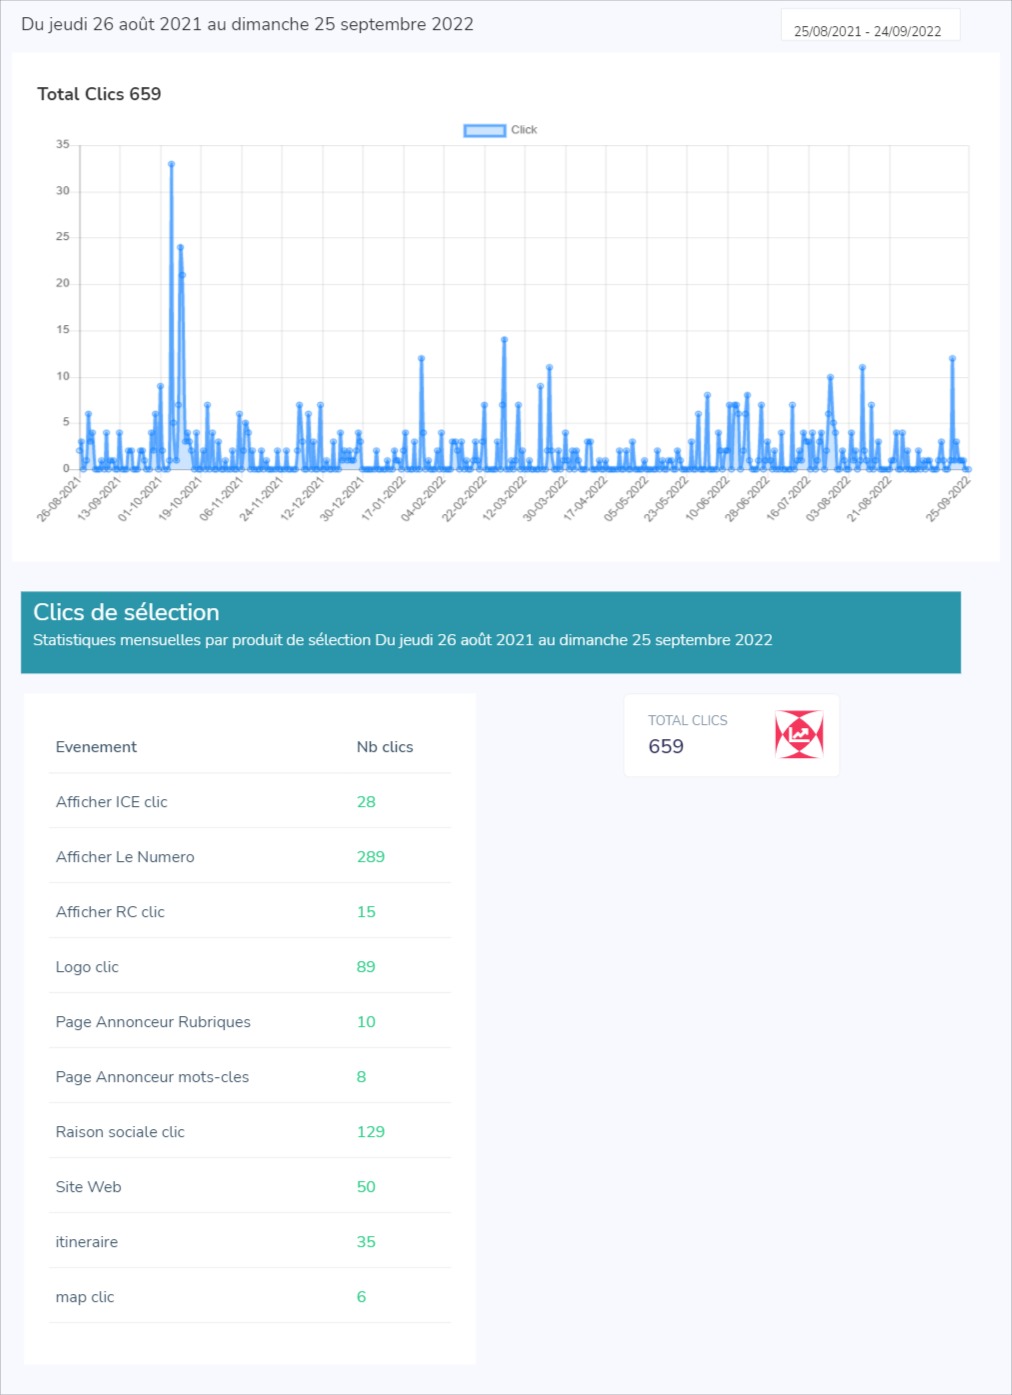 Du jeudi 26 août 2021 au dimanche 25 septembre 2022
25/08/2021 - 24/09/2022
Total Clics 659
Click
35
30
25
20
15
10
5
0
26-08-2021
13-09-2021
01-10-2021
19-10-2021
06-11-2021
24-11-2021
12-12-2021
30-12-2021
17-01-2022
04-02-2022
22-02-2022
12-03-2022
30-03-2022
17-04-2022
05-05-2022
23-05-2022
10-06-2022
28-06-2022
16-07-2022
03-08-2022
21-08-2022
25-09-2022
Clics de sélection
Statistiques mensuelles par produit de sélection Du jeudi 26 août 2021 au dimanche 25 septembre 2022
Evenement Nb clics
Afficher ICE clic 28
Afficher Le Numero 289
Afficher RC clic 15
Logo clic 89
Page Annonceur Rubriques 10
Page Annonceur mots-cles 8
Raison sociale clic 129
Site Web 50
itineraire 35
map clic 6
TOTAL CLICS
659